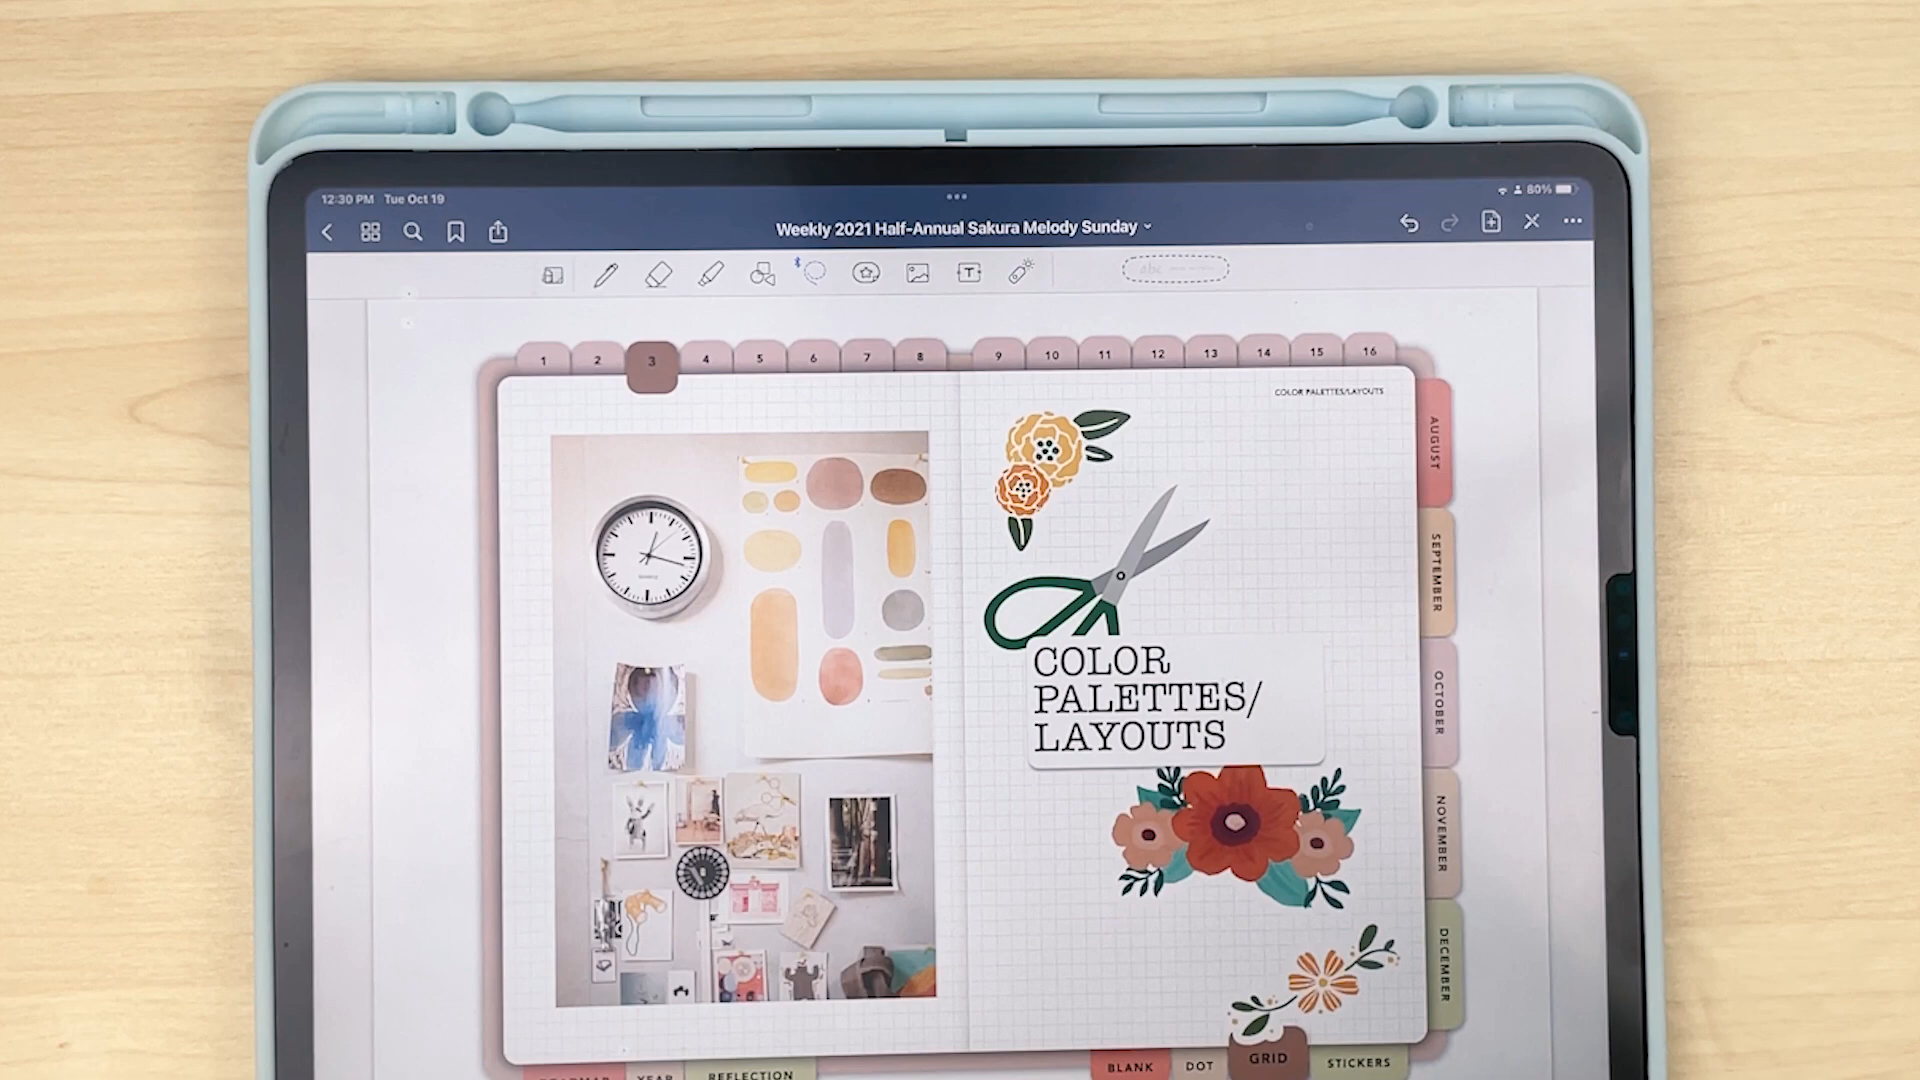 12:30 PM Tue Oct 19
80%
Weekly 2021 Half-Annual Sakura Melody Sunday
T
abc
1 2 3 4 5 6 7 8 9 10 11 12 13 14 15 16
COLOR PALETTES/LAYOUTS
COLOR
PALETTES/
LAYOUTS
AUGUST
SEPTEMBER
OCTOBER
NOVEMBER
DECEMBER
YEAR
REFLECTION
BLANK
DOT
GRID
STICKERS